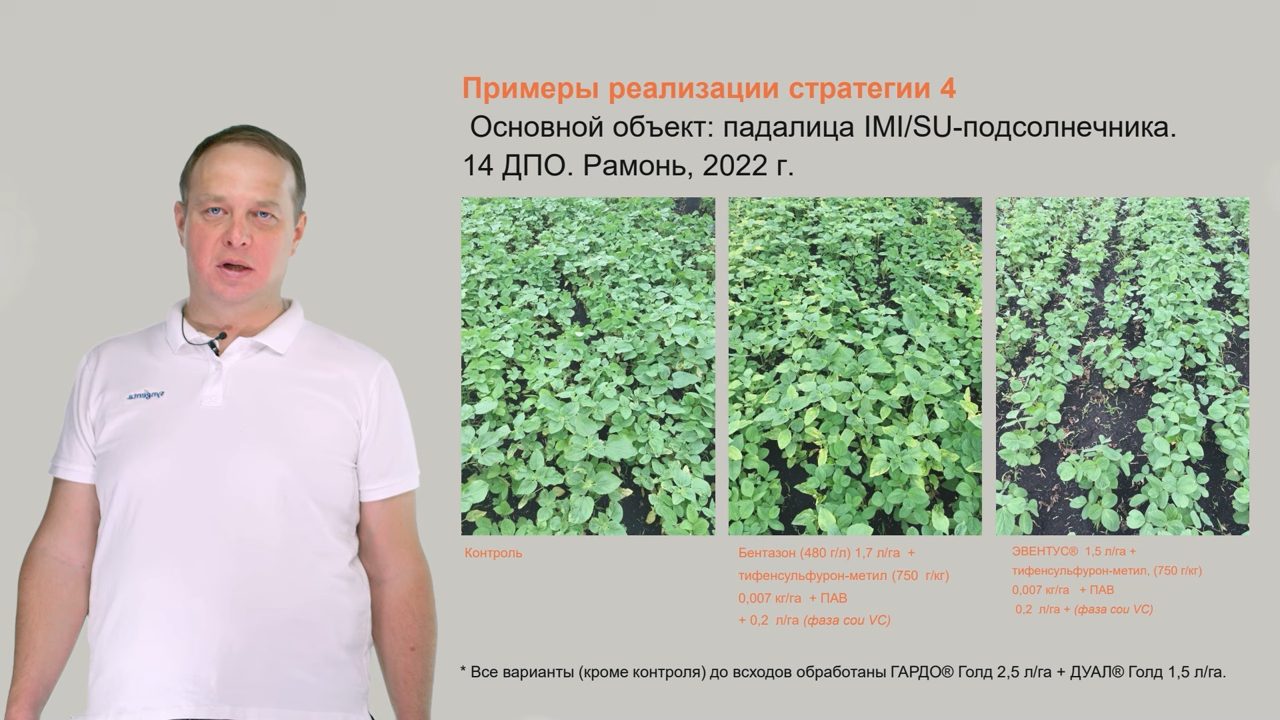 Примеры реализации стратегии 4
Основной объект: падалица IMI/SU-подсолнечника.
14 ДПО. Рамонь, 2022 г.
syngenta.
Контроль
Бентазон (480 г/л) 1,7 л/га +
тифенсульфурон-метил (750 г/кг)
0,007 кг/га + ПАВ
+ 0,2 л/га (фаза сои VC)
ЭВЕНТУС® 1,5 л/га +
тифенсульфурон-метил, (750 г/кг)
0,007 кг/га + ПАВ
0,2 л/га + (фаза сои VC)
* Все варианты (кроме контроля) до всходов обработаны ГАРДО® Голд 2,5 л/га + ДУАЛ® Голд 1,5 л/га.